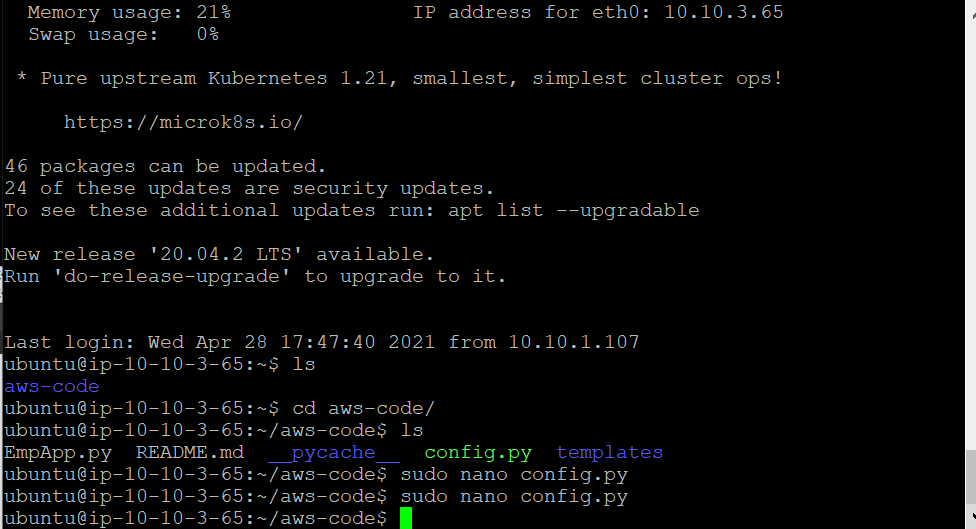 Memory usage: 21% IP address for eth0: 10.10.3.65
Swap usage: 0%
* Pure upstream Kubernetes 1.21, smallest, simplest cluster ops!
https://microk8s.io/
46 packages can be updated.
24 of these updates are security updates.
To see these additional updates run: apt list --upgradable
New release '20.04.2 LTS' available.
Run 'do-release-upgrade' to upgrade to it.
Last login: Wed Apr 28 17:47:40 2021 from 10.10.1.107
ubuntu@ip-10-10-3-65:~$ ls
aws-code
ubuntu@ip-10-10-3-65:~$ cd aws-code/
ubuntu@ip-10-10-3-65:~/aws-code$ ls
EmpApp.py README.md __pycache__ config.py templates
ubuntu@ip-10-10-3-65:~/aws-code$ sudo nano config.py
ubuntu@ip-10-10-3-65:~/aws-code$ sudo nano config.py
ubuntu@ip-10-10-3-65:~/aws-code$